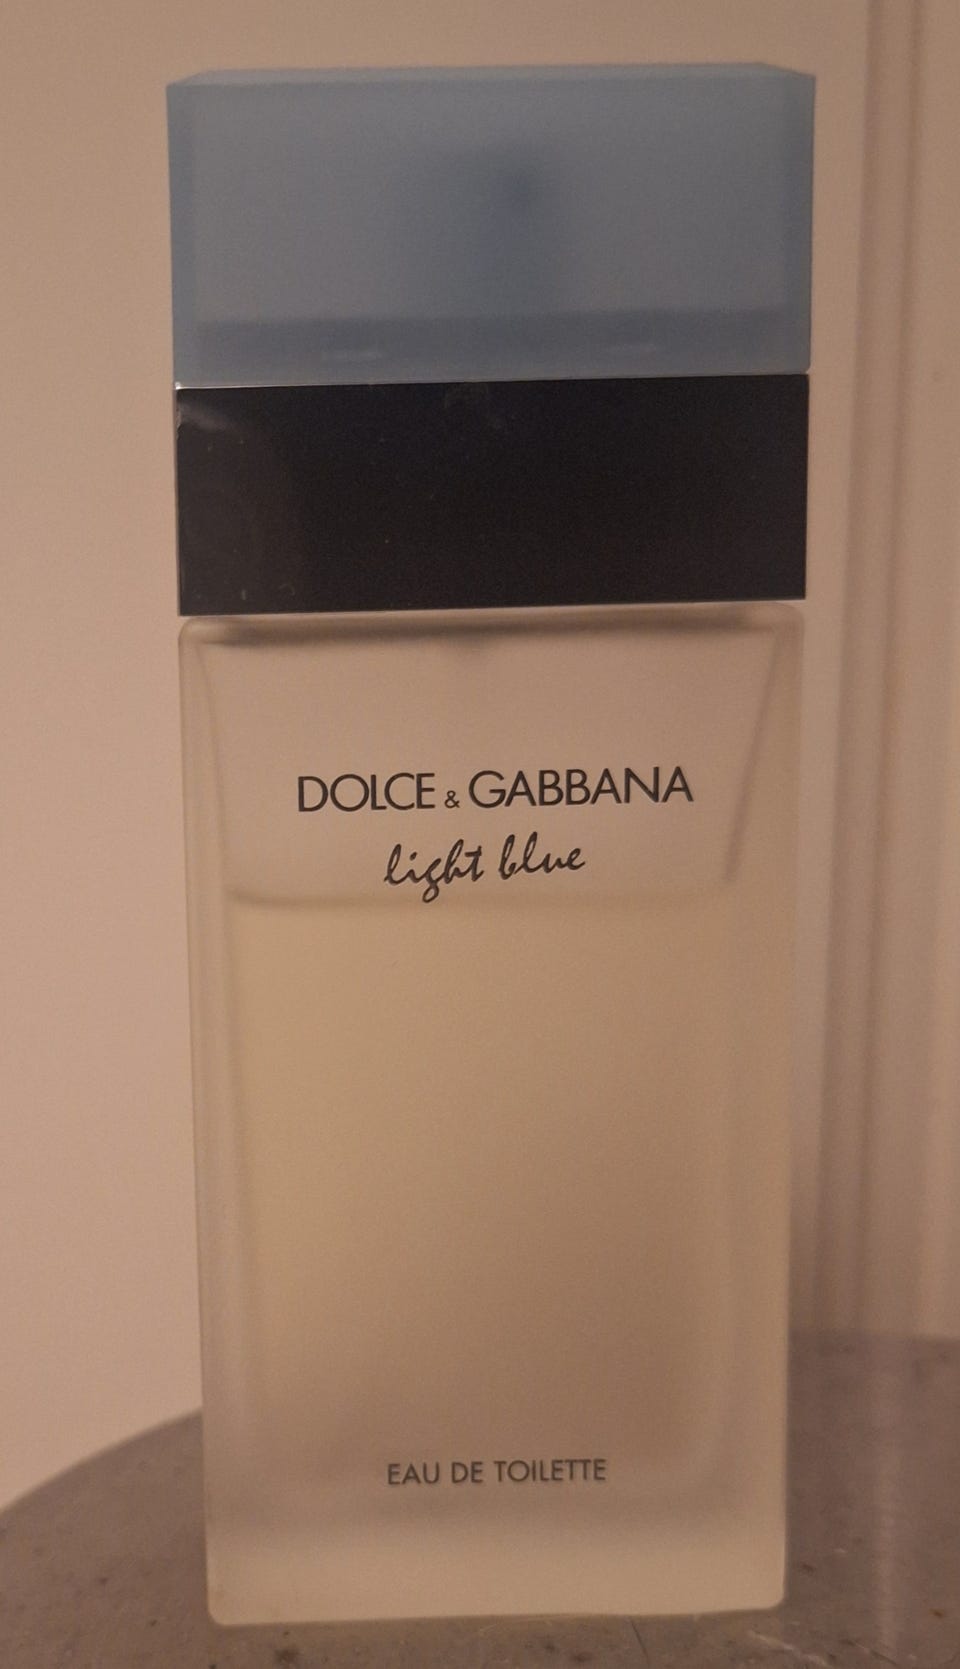 DOLCE & GABBANA
light blue
EAU DE TOILETTE